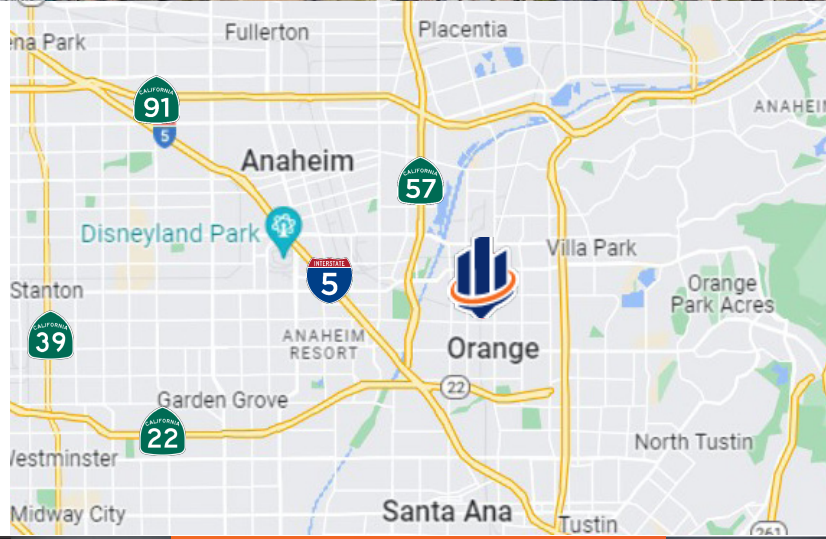 Fullerton
Placentia
ena Park
CALIFORNIA
91
ANAHEIM
5
Anaheim
CALIFORNIA
57
Disneyland Park
Villa Park
INTERSTATE
5
Stanton
Orange
Park Acres
CALIFORNIA
39
ANAHEIM
RESORT
Orange
22
Garden Grove
CALIFORNIA
22
North Tustin
Westminster
Santa Ana
Midway City
Tustin
261